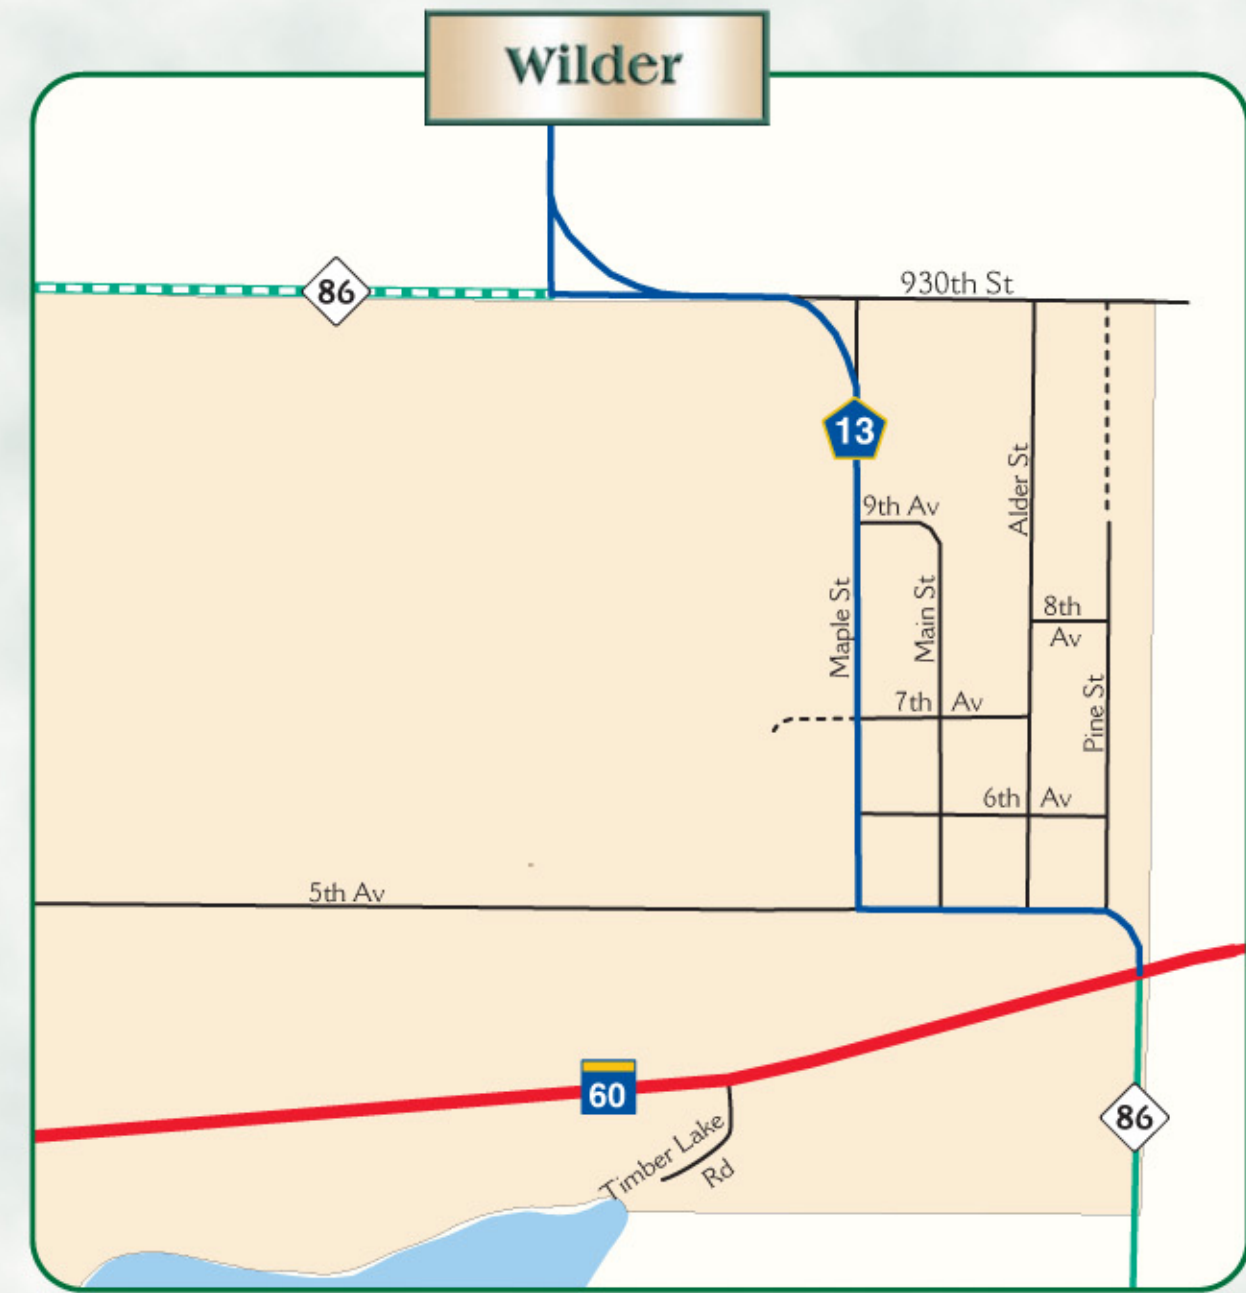 Wilder
86
930th St
13
Alder St
9th Av
Maple St
Main St
8th
Av
Pine St
7th Av
6th Av
5th Av
60
86
Timber Lake
Rd